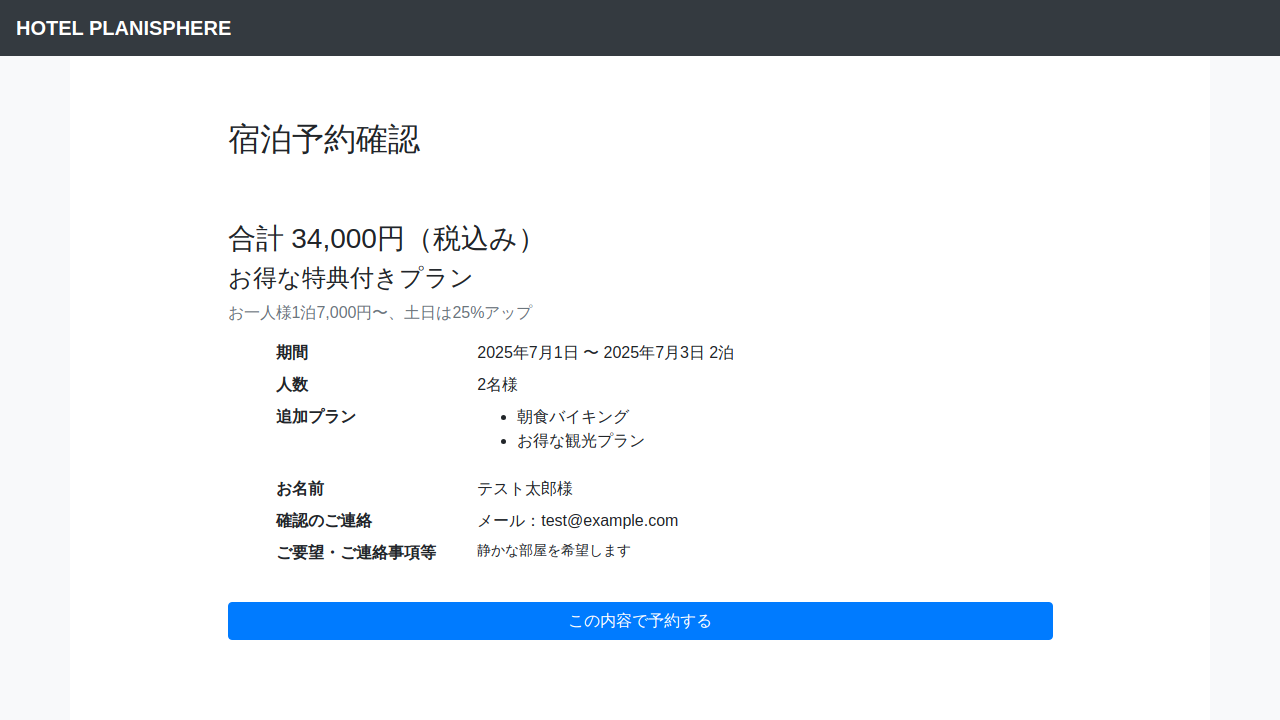 HOTEL PLANISPHERE
宿泊予約確認
合計 34,000円（税込み）
お得な特典付きプラン
お一人様1泊7,000円〜、土日は25%アップ
期間 2025年7月1日 〜 2025年7月3日 2泊
人数 2名様
追加プラン • 朝食バイキング
• お得な観光プラン
お名前 テスト太郎様
確認のご連絡 メール：test@example.com
ご要望・ご連絡事項等 静かな部屋を希望します
この内容で予約する